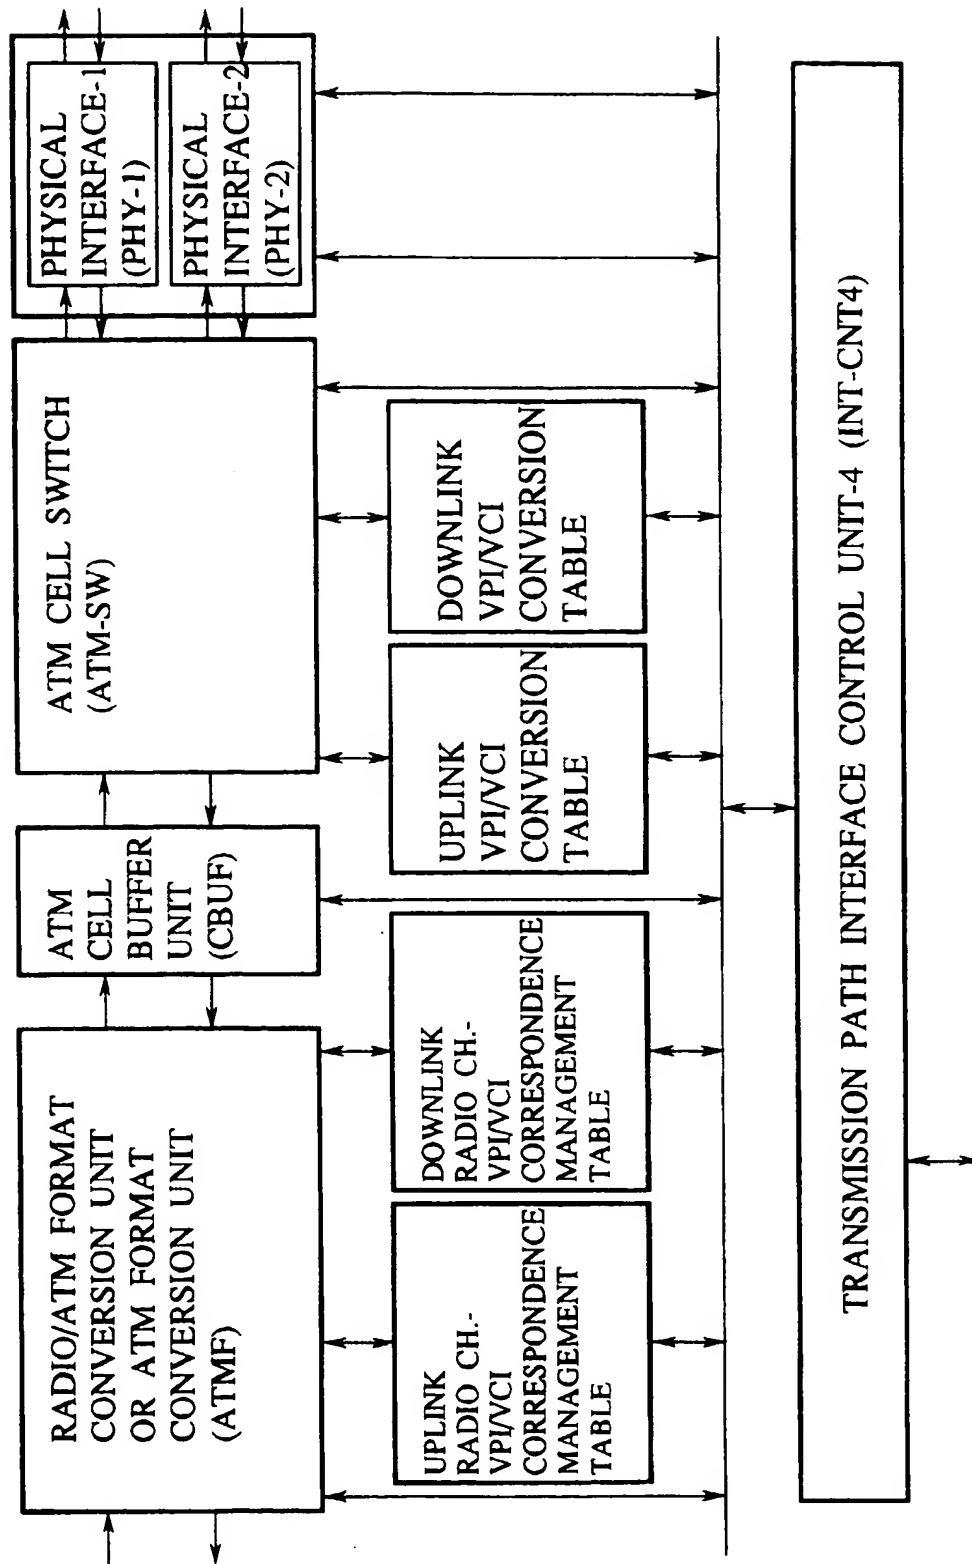 RADIO/ATM FORMAT
CONVERSION UNIT
OR ATM FORMAT
CONVERSION UNIT
(ATMF)
ATM
CELL
BUFFER
UNIT
(CBUF)
ATM CELL SWITCH
(ATM-SW)
PHYSICAL
INTERFACE-1
(PHY-1)
PHYSICAL
INTERFACE-2
(PHY-2)
UPLINK
RADIO CH.-
VPI/VCI
CORRESPONDENCE
MANAGEMENT
TABLE
DOWNLINK
RADIO CH.-
VPI/VCI
CORRESPONDENCE
MANAGEMENT
TABLE
UPLINK
VPI/VCI
CONVERSION
TABLE
DOWNLINK
VPI/VCI
CONVERSION
TABLE
TRANSMISSION PATH INTERFACE CONTROL UNIT-4 (INT-CNT4)